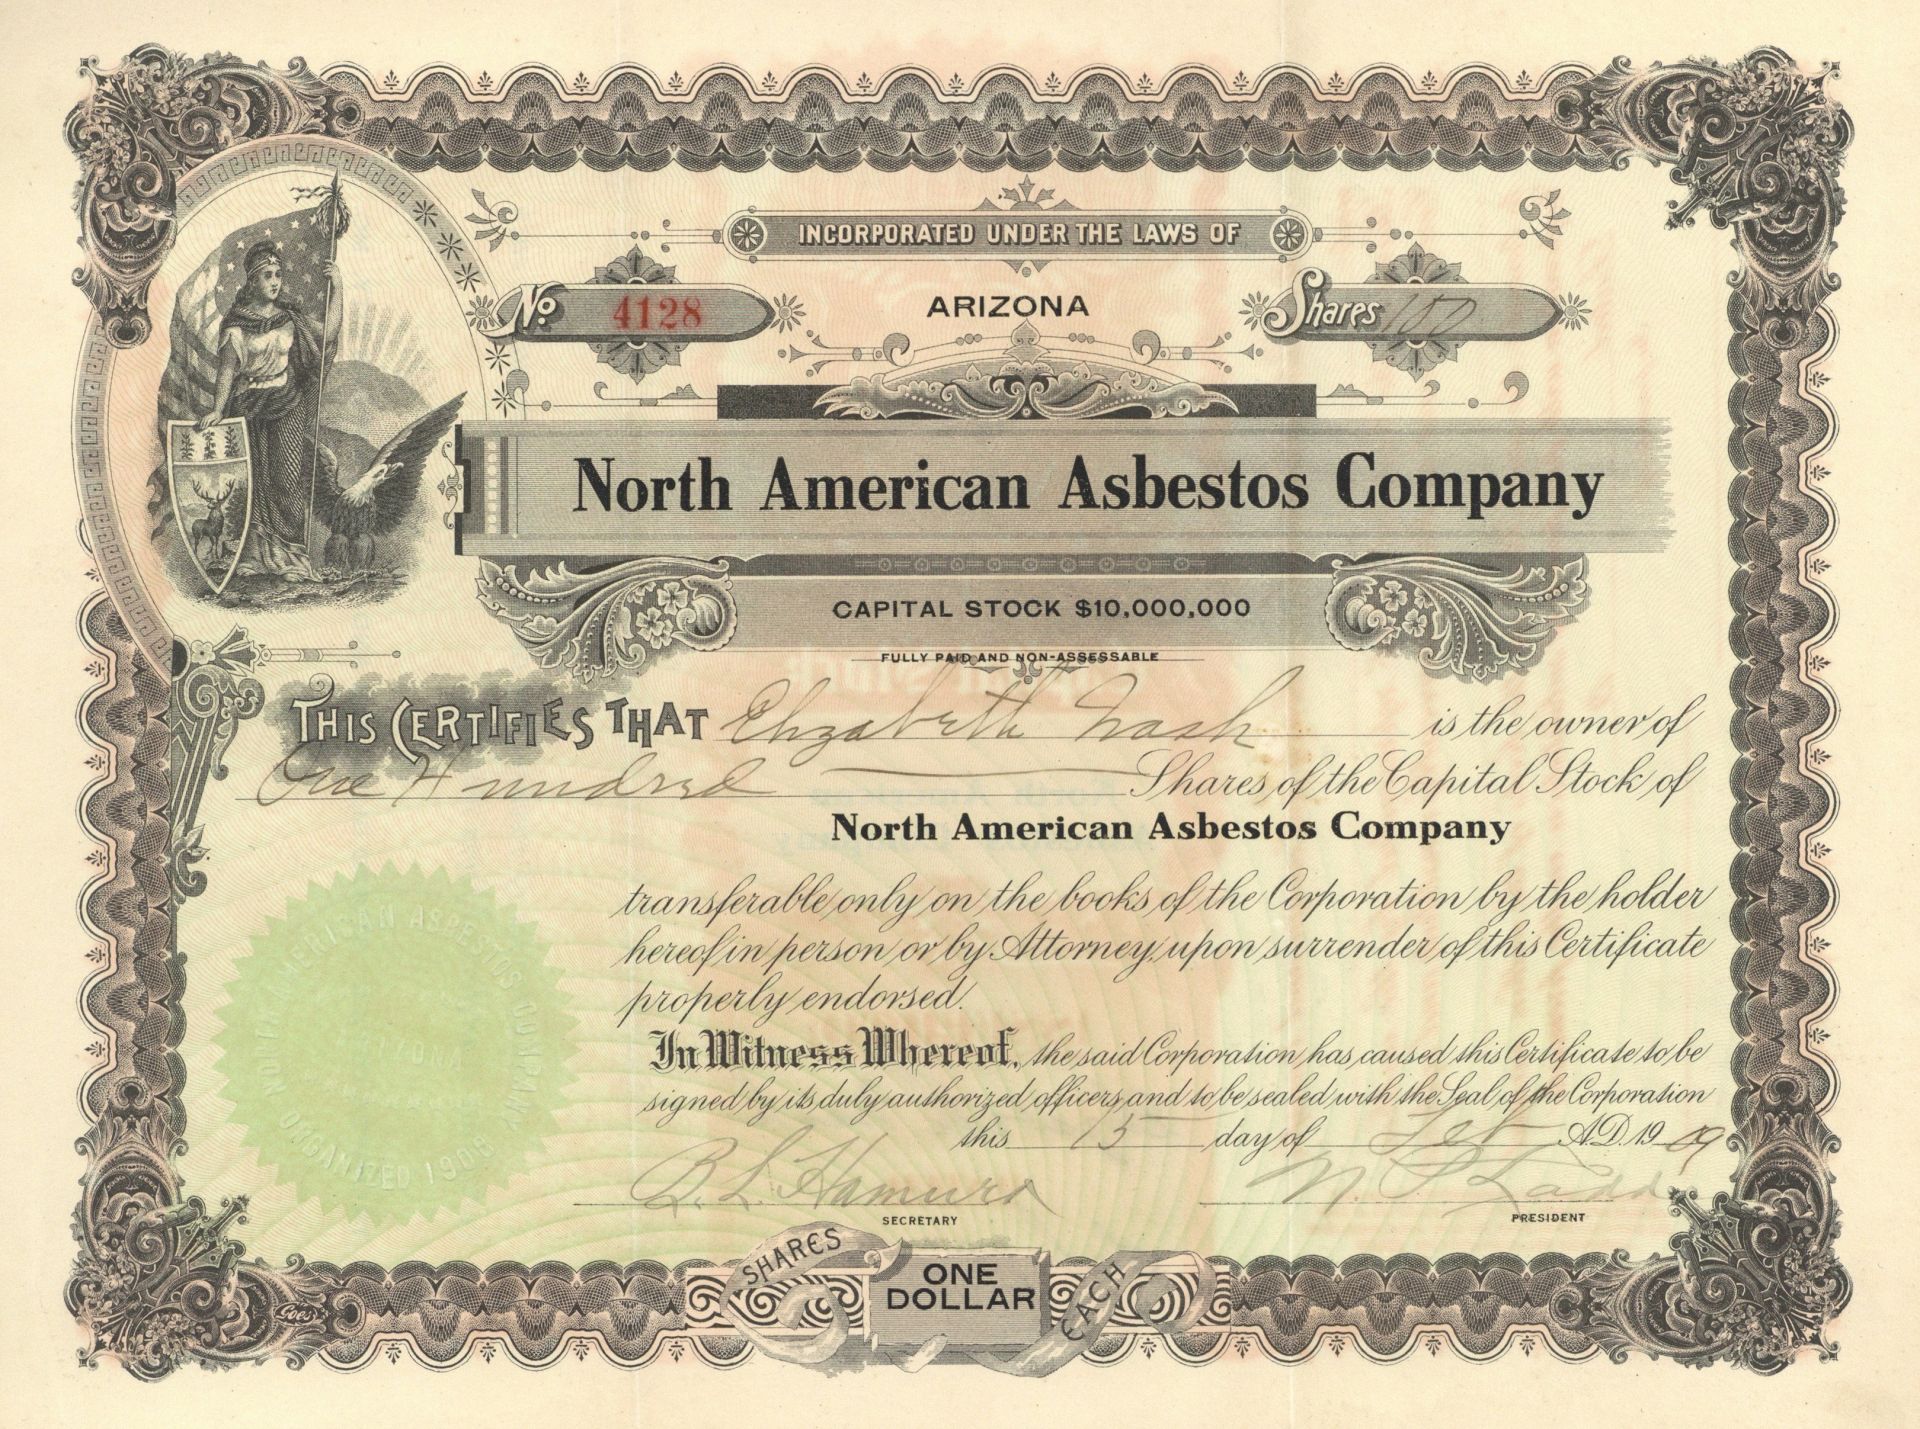 INCORPORATED UNDER THE LAWS OF
No. 4128
ARIZONA
Shares 100
North American Asbestos Company
CAPITAL STOCK $10,000,000
FULLY PAID AND NON-ASSESSABLE
THIS CERTIFIES THAT Elizabeth Nash is the owner of
One Hundred Shares of the Capital Stock of
North American Asbestos Company
transferable only on the books of the Corporation by the holder
hereof in person or by Attorney, upon surrender of this Certificate
properly endorsed.
In Witness Whereof, the said Corporation has caused this Certificate to be
signed by its duly authorized officers, and to be sealed with the Seal of the Corporation
this 15 day of Feb A.D. 1909
B. L.
SECRETARY
PRESIDENT
AMERICAN ASBESTOS COMPANY
ORGANIZED 1906
SHARES ONE DOLLAR EACH
Goes